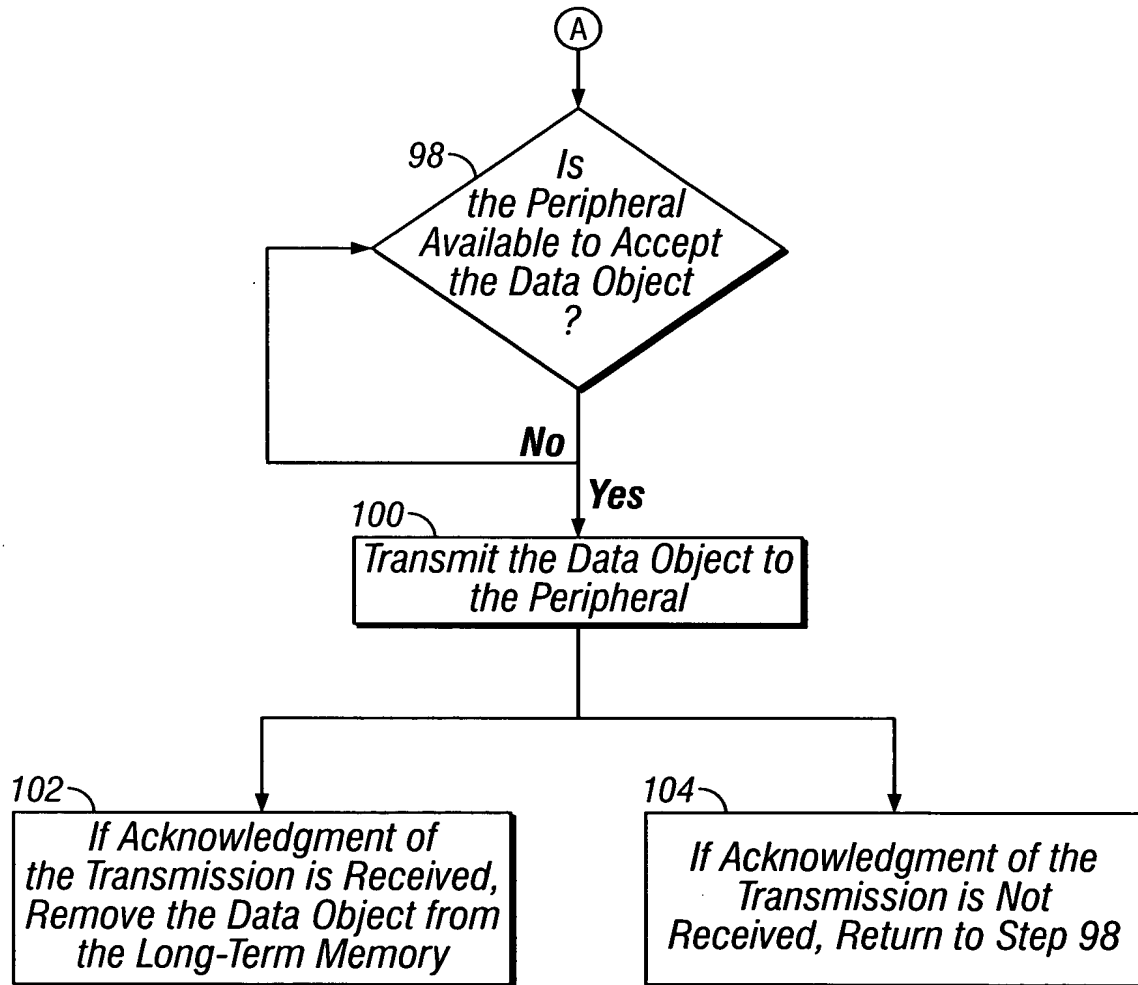 A
98
Is
the Peripheral
Available to Accept
the Data Object
?
No
Yes
100
Transmit the Data Object to
the Peripheral
102
If Acknowledgment of
the Transmission is Received,
Remove the Data Object from
the Long-Term Memory
104
If Acknowledgment of the
Transmission is Not
Received, Return to Step 98